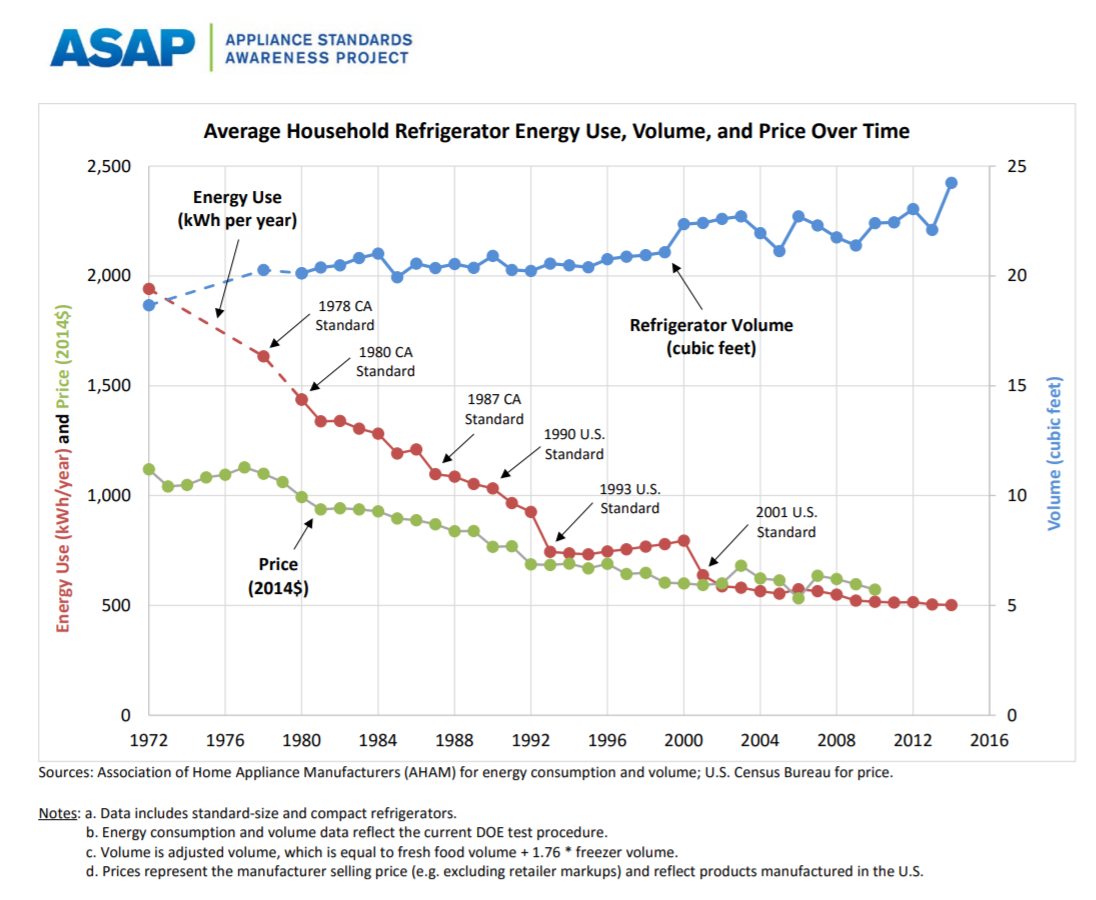 ASAP
APPLIANCE STANDARDS
AWARENESS PROJECT
Average Household Refrigerator Energy Use, Volume, and Price Over Time
Energy Use (kWh/year) and Price (2014$)
2,500
2,000
1,500
1,000
500
0
Energy Use
(kWh per year)
1978 CA
Standard
1980 CA
Standard
1987 CA
Standard
1990 U.S.
Standard
1993 U.S.
Standard
2001 U.S.
Standard
Refrigerator Volume
(cubic feet)
Price
(2014$)
25
20
15
10
5
0
Volume (cubic feet)
1972 1976 1980 1984 1988 1992 1996 2000 2004 2008 2012 2016
Sources: Association of Home Appliance Manufacturers (AHAM) for energy consumption and volume; U.S. Census Bureau for price.
Notes: a. Data includes standard-size and compact refrigerators.
b. Energy consumption and volume data reflect the current DOE test procedure.
c. Volume is adjusted volume, which is equal to fresh food volume + 1.76 * freezer volume.
d. Prices represent the manufacturer selling price (e.g. excluding retailer markups) and reflect products manufactured in the U.S.